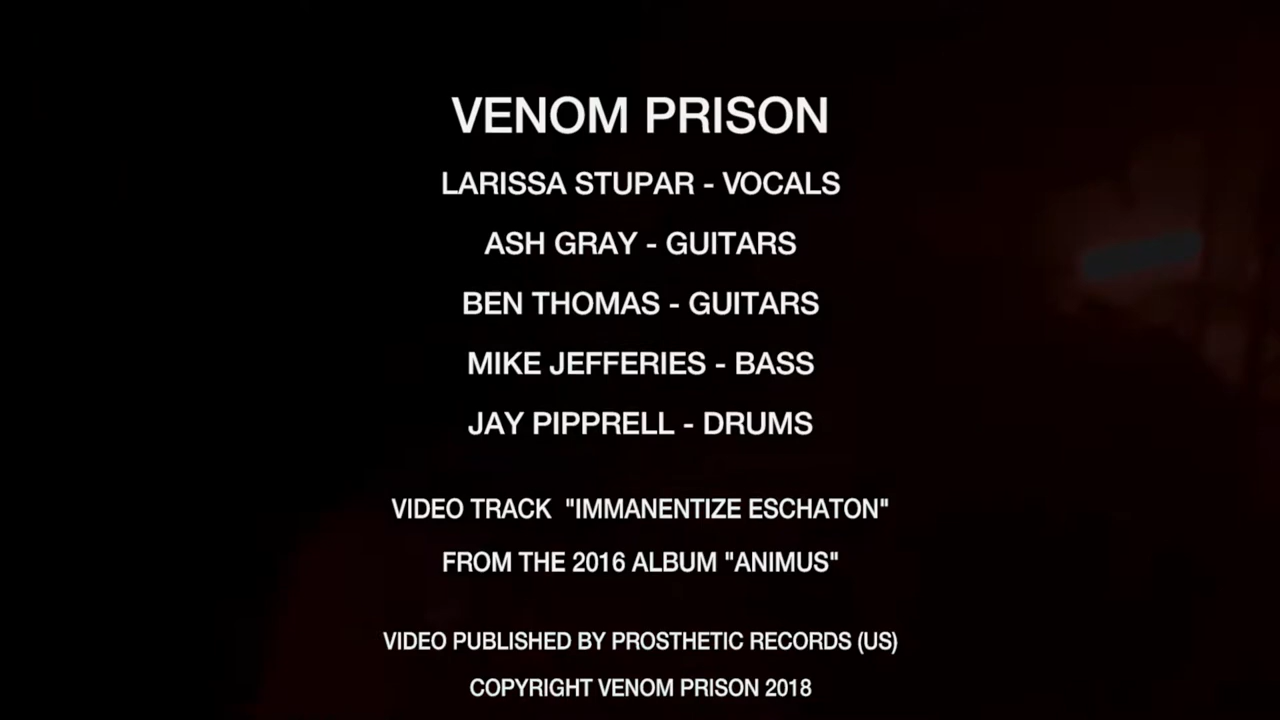 VENOM PRISON
LARISSA STUPAR - VOCALS
ASH GRAY - GUITARS
BEN THOMAS - GUITARS
MIKE JEFFERIES - BASS
JAY PIPPRELL - DRUMS
VIDEO TRACK "IMMANENTIZE ESCHATON"
FROM THE 2016 ALBUM "ANIMUS"
VIDEO PUBLISHED BY PROSTHETIC RECORDS (US)
COPYRIGHT VENOM PRISON 2018